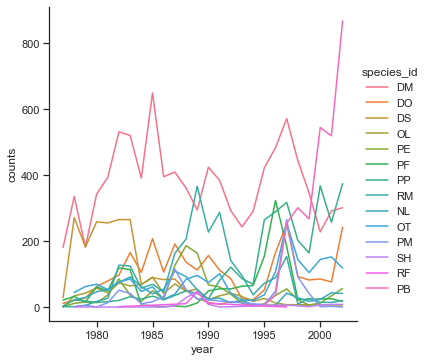 800
600
400
200
0
counts
1980
1985
1990
1995
2000
year
species_id
DM
DO
DS
OL
PE
PF
PP
RM
NL
OT
PM
SH
RF
PB